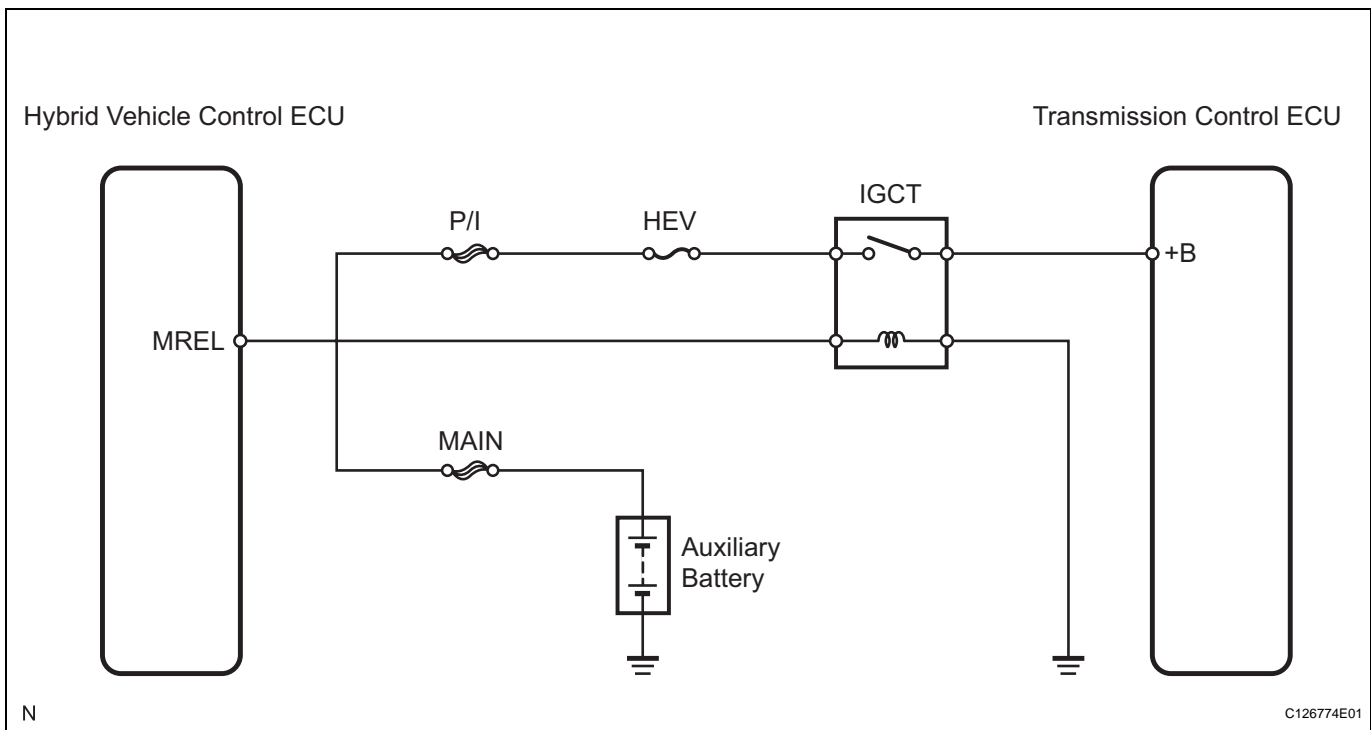 Hybrid Vehicle Control ECU
Transmission Control ECU
IGCT
P/I
HEV
+B
MREL
MAIN
Auxiliary
Battery
N
C126774E01